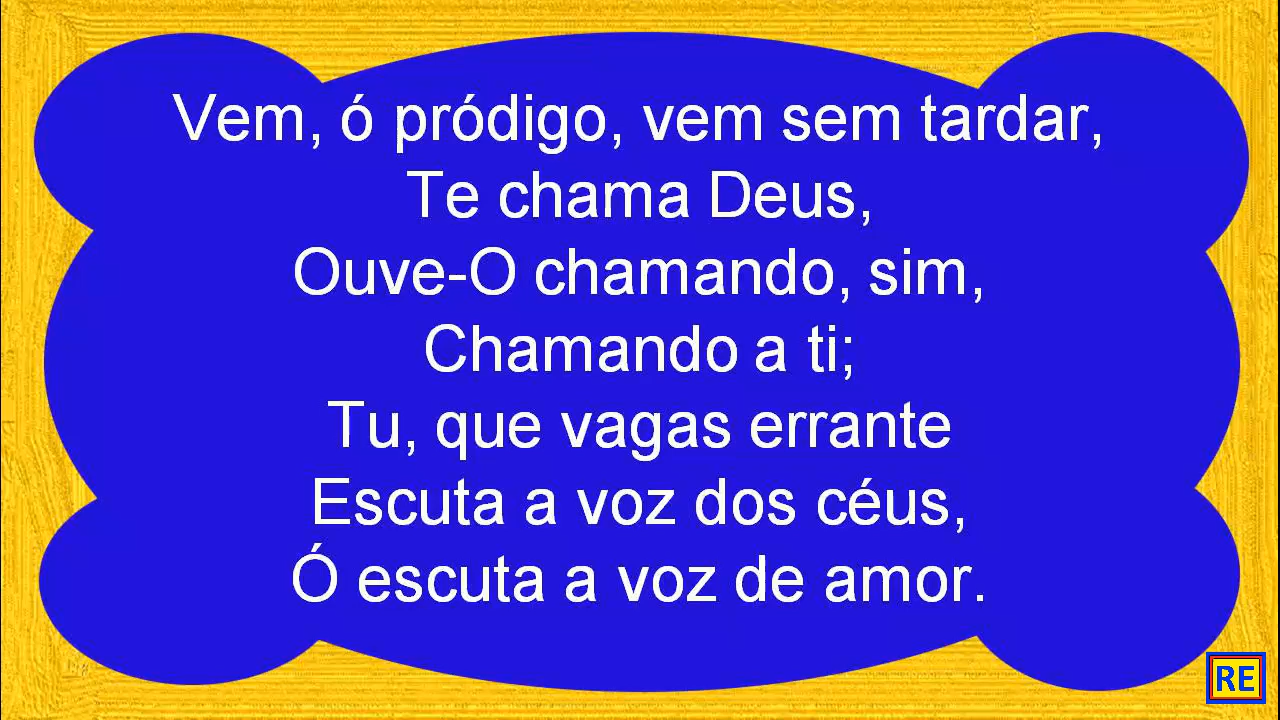 Vem, ó pródigo, vem sem tardar,
Te chama Deus,
Ouve-O chamando, sim,
Chamando a ti;
Tu, que vagas errante
Escuta a voz dos céus,
Ó escuta a voz de amor.
RE